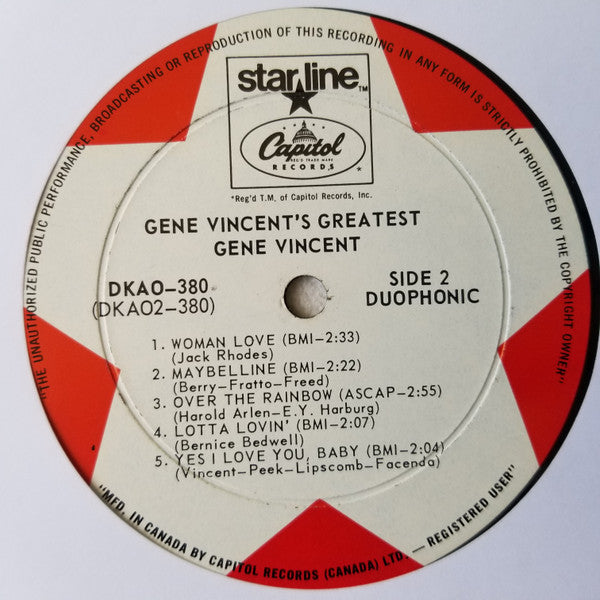 "THE UNAUTHORIZED PUBLIC PERFORMANCE, BROADCASTING OR REPRODUCTION OF THIS RECORDING IN ANY FORM IS STRICTLY PROHIBITED BY THE COPYRIGHT OWNER"
starline™
Capitol
REG'D TRADE MARK
RECORDS
*
*Reg'd T.M. of Capitol Records, Inc.
GENE VINCENT'S GREATEST
GENE VINCENT
DKAO-380
(DKAO2-380)
SIDE 2
DUOPHONIC
1. WOMAN LOVE (BMI-2:33)
(Jack Rhodes)
2. MAYBELLINE (BMI-2:22)
(Berry-Fratto-Freed)
3. OVER THE RAINBOW (ASCAP-2:55)
(Harold Arlen-E.Y. Harburg)
4. LOTTA LOVIN' (BMI-2:07)
(Bernice Bedwell)
5. YES I LOVE YOU, BABY (BMI-2:04)
(Vincent-Peek-Lipscomb-Facenda)
"MFD. IN CANADA BY CAPITOL RECORDS (CANADA) LTD. — REGISTERED USER"